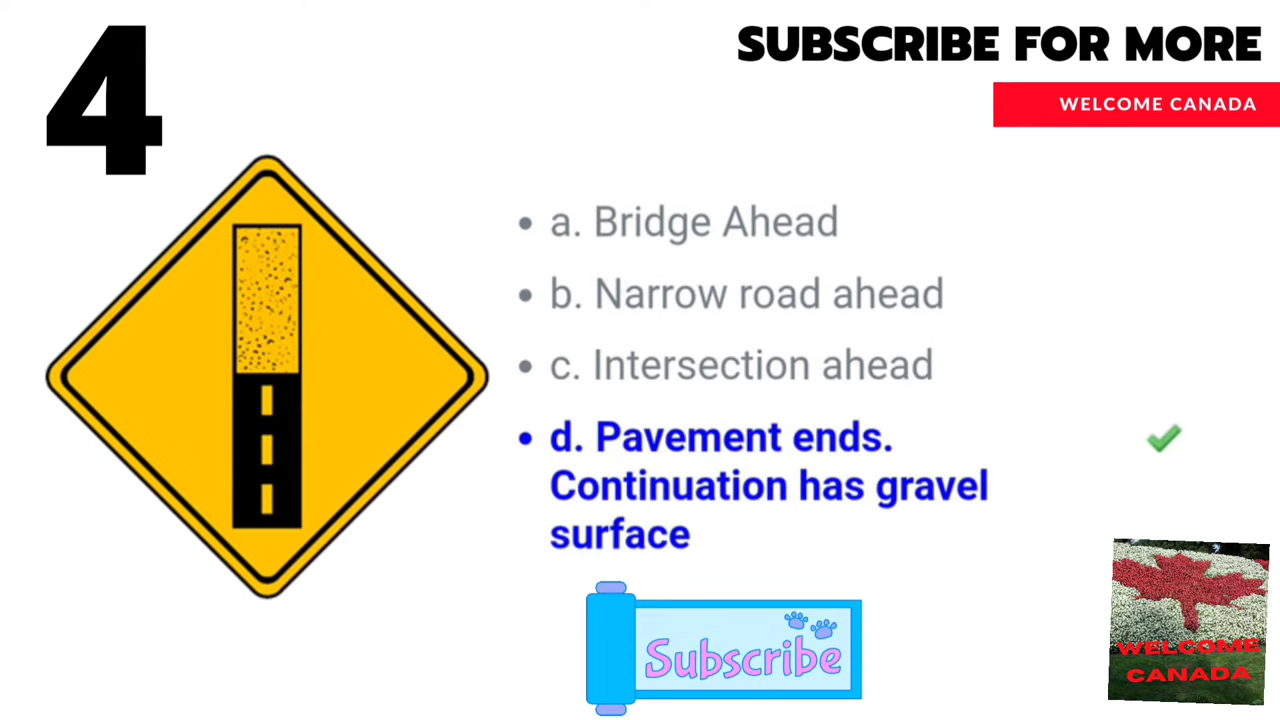 4
SUBSCRIBE FOR MORE
WELCOME CANADA
• a. Bridge Ahead
• b. Narrow road ahead
• c. Intersection ahead
• d. Pavement ends.
Continuation has gravel
surface
Subscribe
WELCOME
CANADA